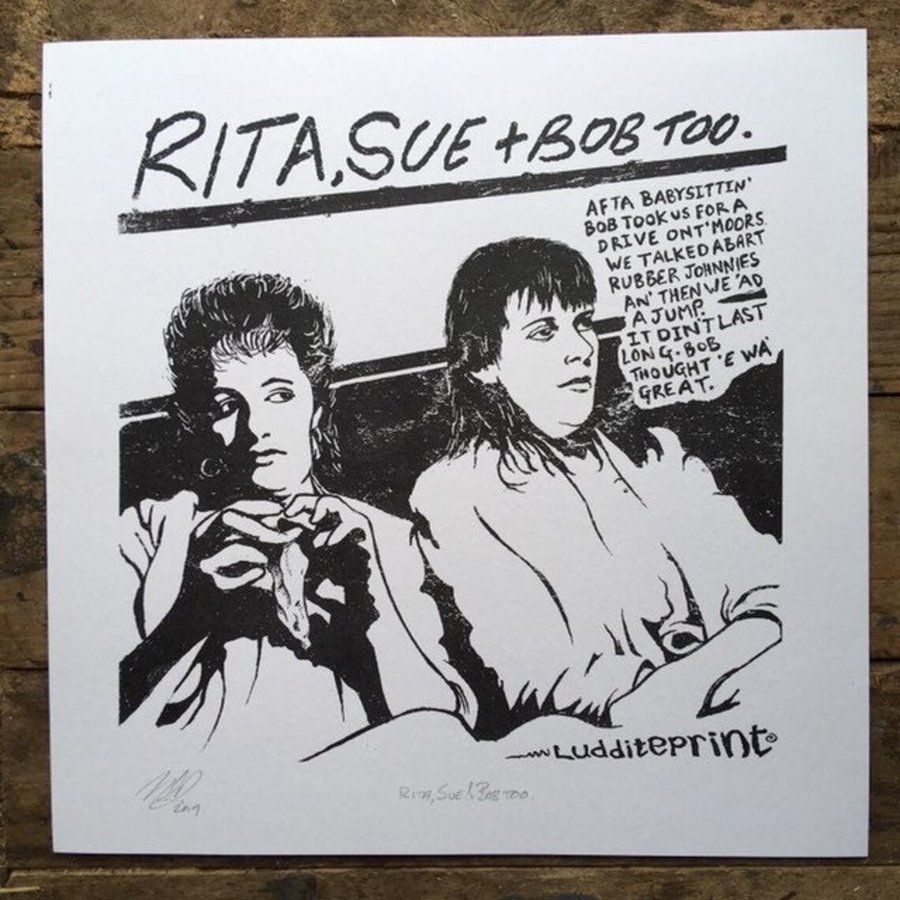 RITA, SUE + BOB TOO.
AFTA BABYSITTIN'
BOB TOOK US FOR A
DRIVE ONT' MOORS.
WE TALKED ABART
RUBBER JOHNNIES
AN' THEN WE 'AD
A JUMP.
IT DIN'T LAST
LONG. BOB
THOUGHT 'E WA'
GREAT.
Ludditeprint
2019
RITA, SUE & BOB TOO.